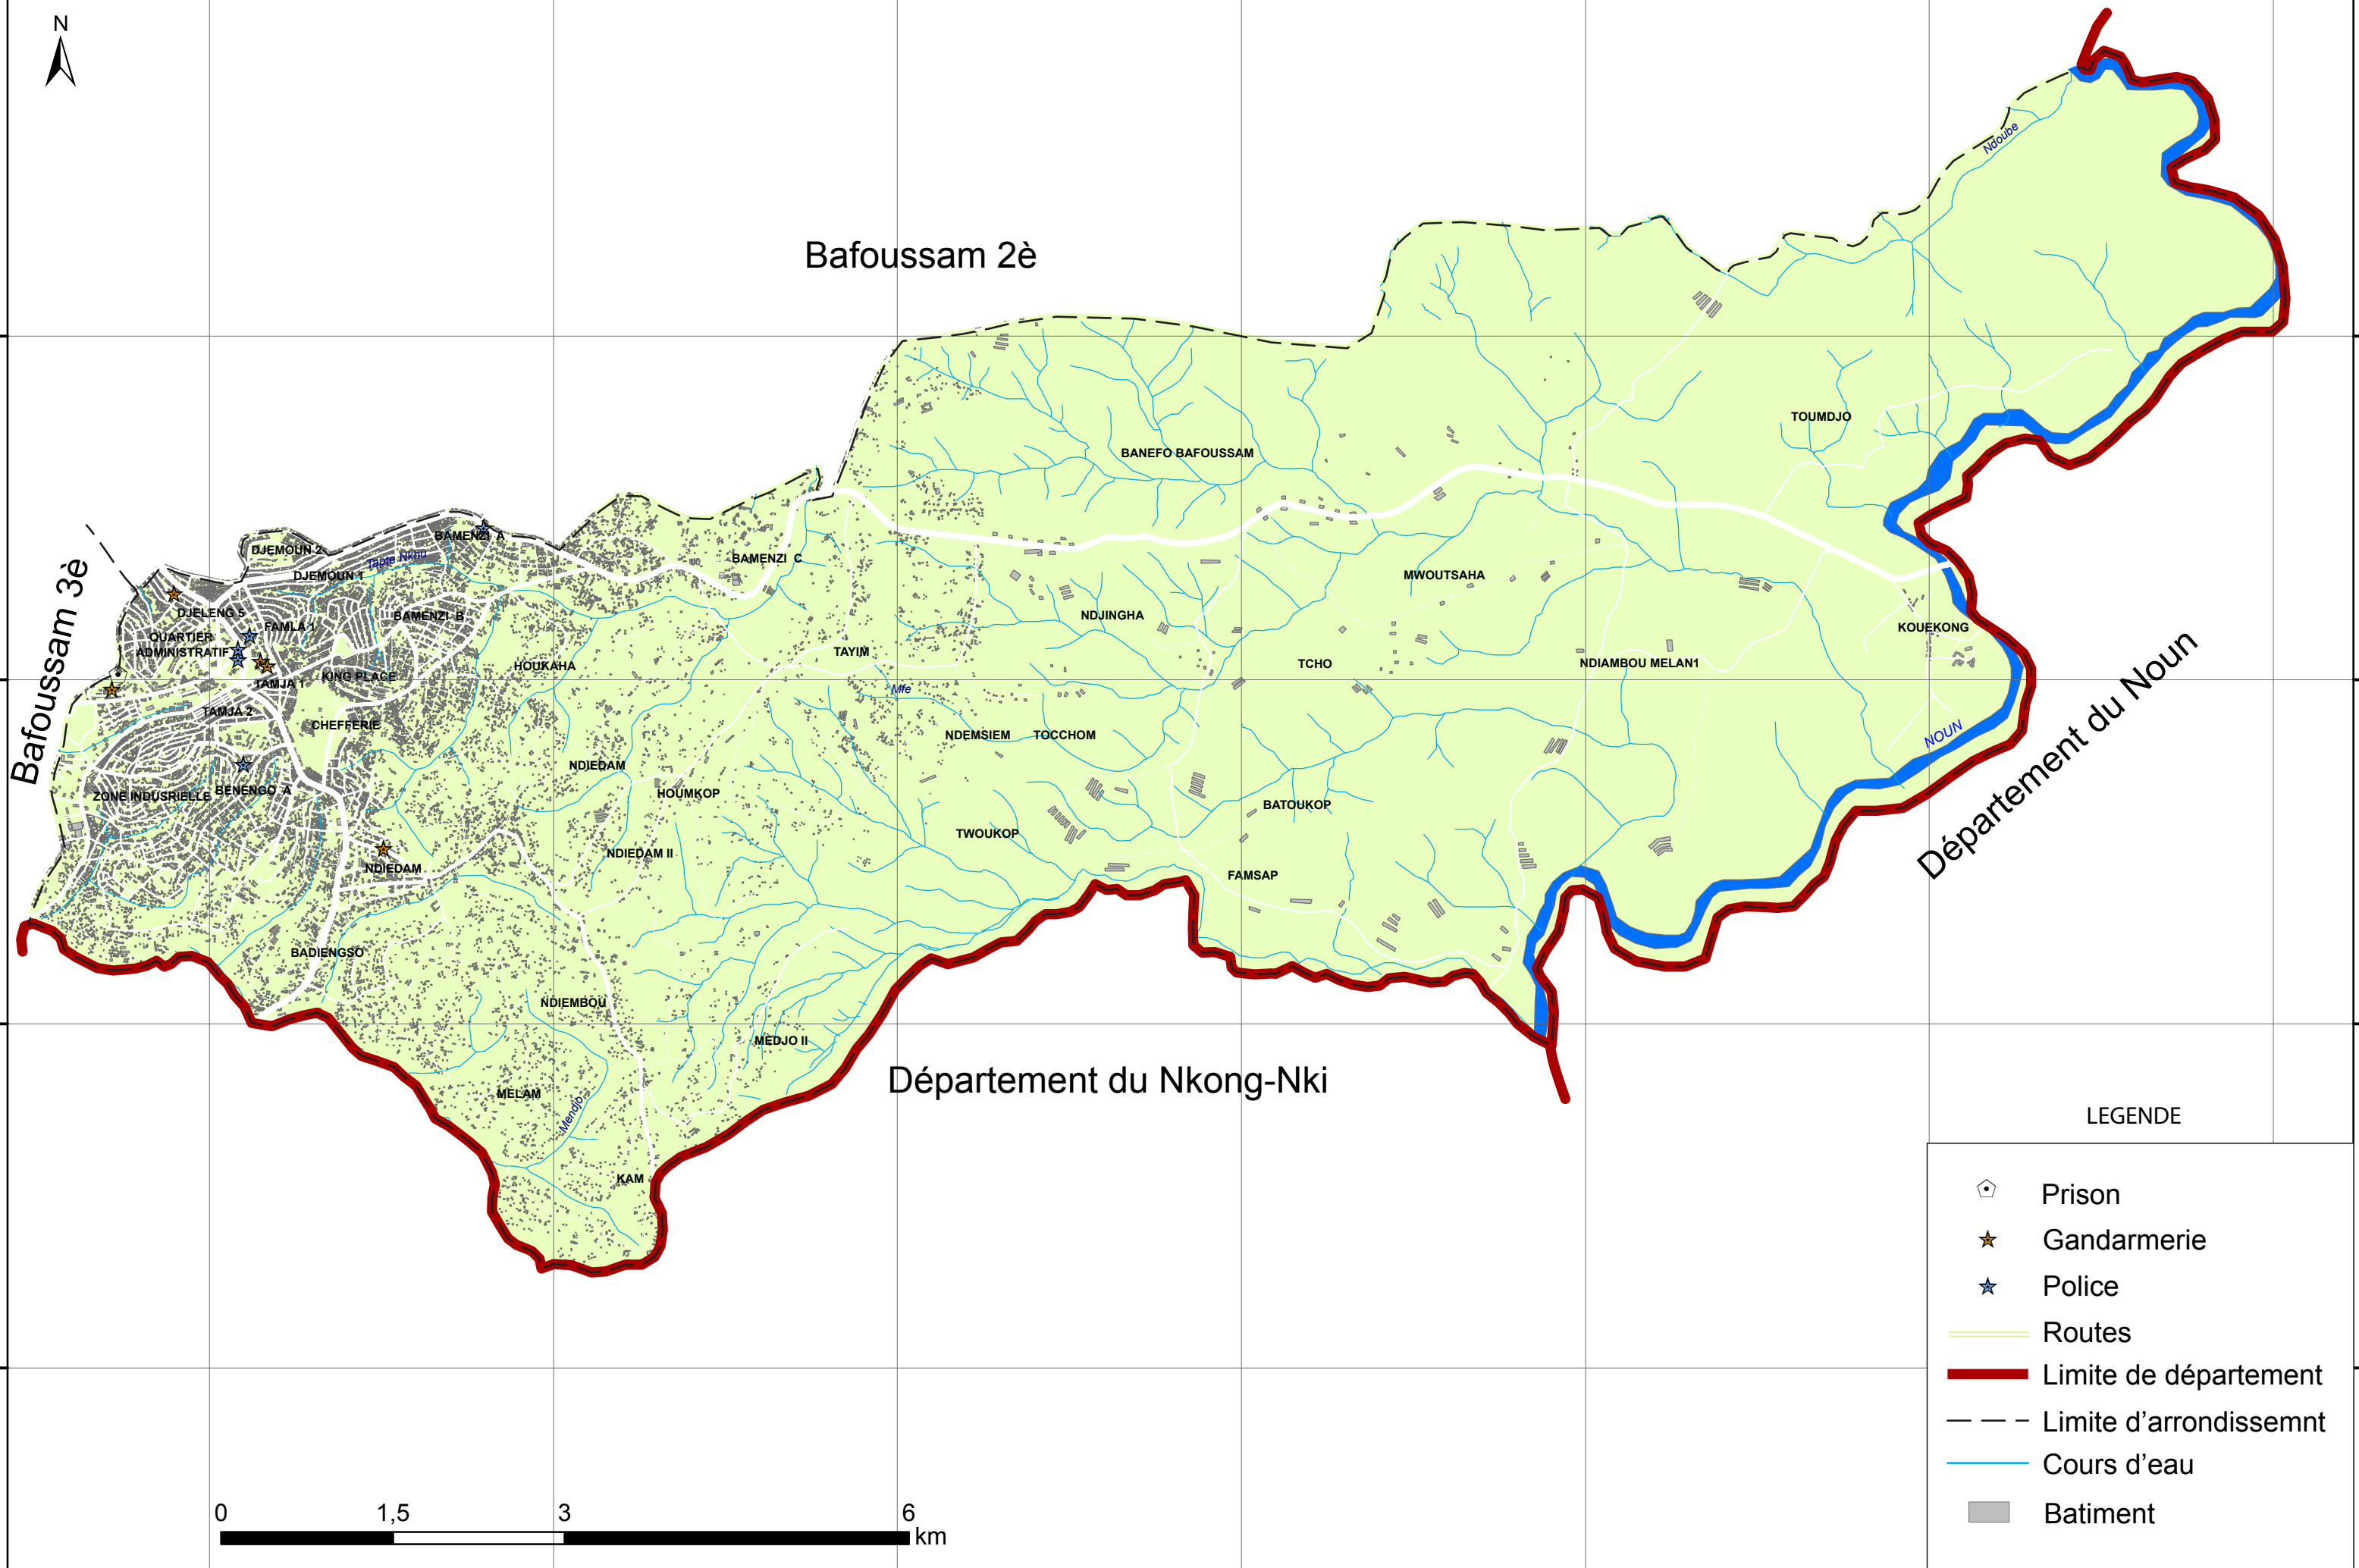 N
Ndoube
Bafoussam 2è
TOUMDJO
BANEFO BAFOUSSAM
BAMENZI A
DJEMOUN 2
Tapte Nkhu
BAMENZI C
DJEMOUN 1
MWOUTSAHA
Bafoussam 3è
DJELENG 5
BAMENZI B
NDJINGHA
FAMLA 1
KOUEKONG
QUARTIER
ADMINISTRATIF
TAYIM
HOUKAHA
TCHO
NDIAMBOU MELAN1
KING PLACE
TAMJA 1
Mfe
TAMJA 2
CHEFFERIE
NDEMSIEM
TOCCHOM
NOUN
Département du Noun
NDIEDAM
BENENGO A
HOUMKOP
ZONE INDUSRIELLE
BATOUKOP
TWOUKOP
NDIEDAM II
NDIEDAM
FAMSAP
BADIENGSO
NDIEMBOU
MEDJO II
Département du Nkong-Nki
MELAM
Mendjo
KAM
LEGENDE
Prison
Gandarmerie
Police
Routes
Limite de département
Limite d’arrondissemnt
Cours d’eau
Batiment
0 1,5 3 6
km